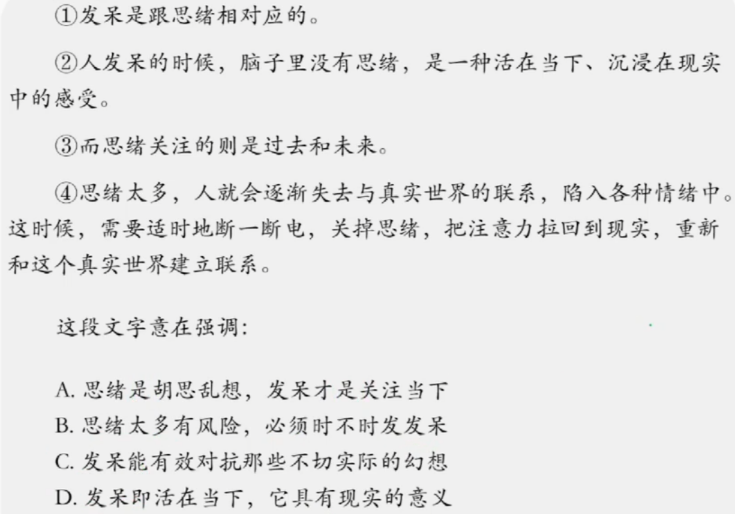 ①发呆是跟思绪相对应的。
②人发呆的时候，脑子里没有思绪，是一种活在当下、沉浸在现实
中的感受。
③而思绪关注的则是过去和未来。
④思绪太多，人就会逐渐失去与真实世界的联系，陷入各种情绪中。
这时候，需要适时地断一断电，关掉思绪，把注意力拉回到现实，重新
和这个真实世界建立联系。
这段文字意在强调：
A. 思绪是胡思乱想，发呆才是关注当下
B. 思绪太多有风险，必须时不时发发呆
C. 发呆能有效对抗那些不切实际的幻想
D. 发呆即活在当下，它具有现实的意义